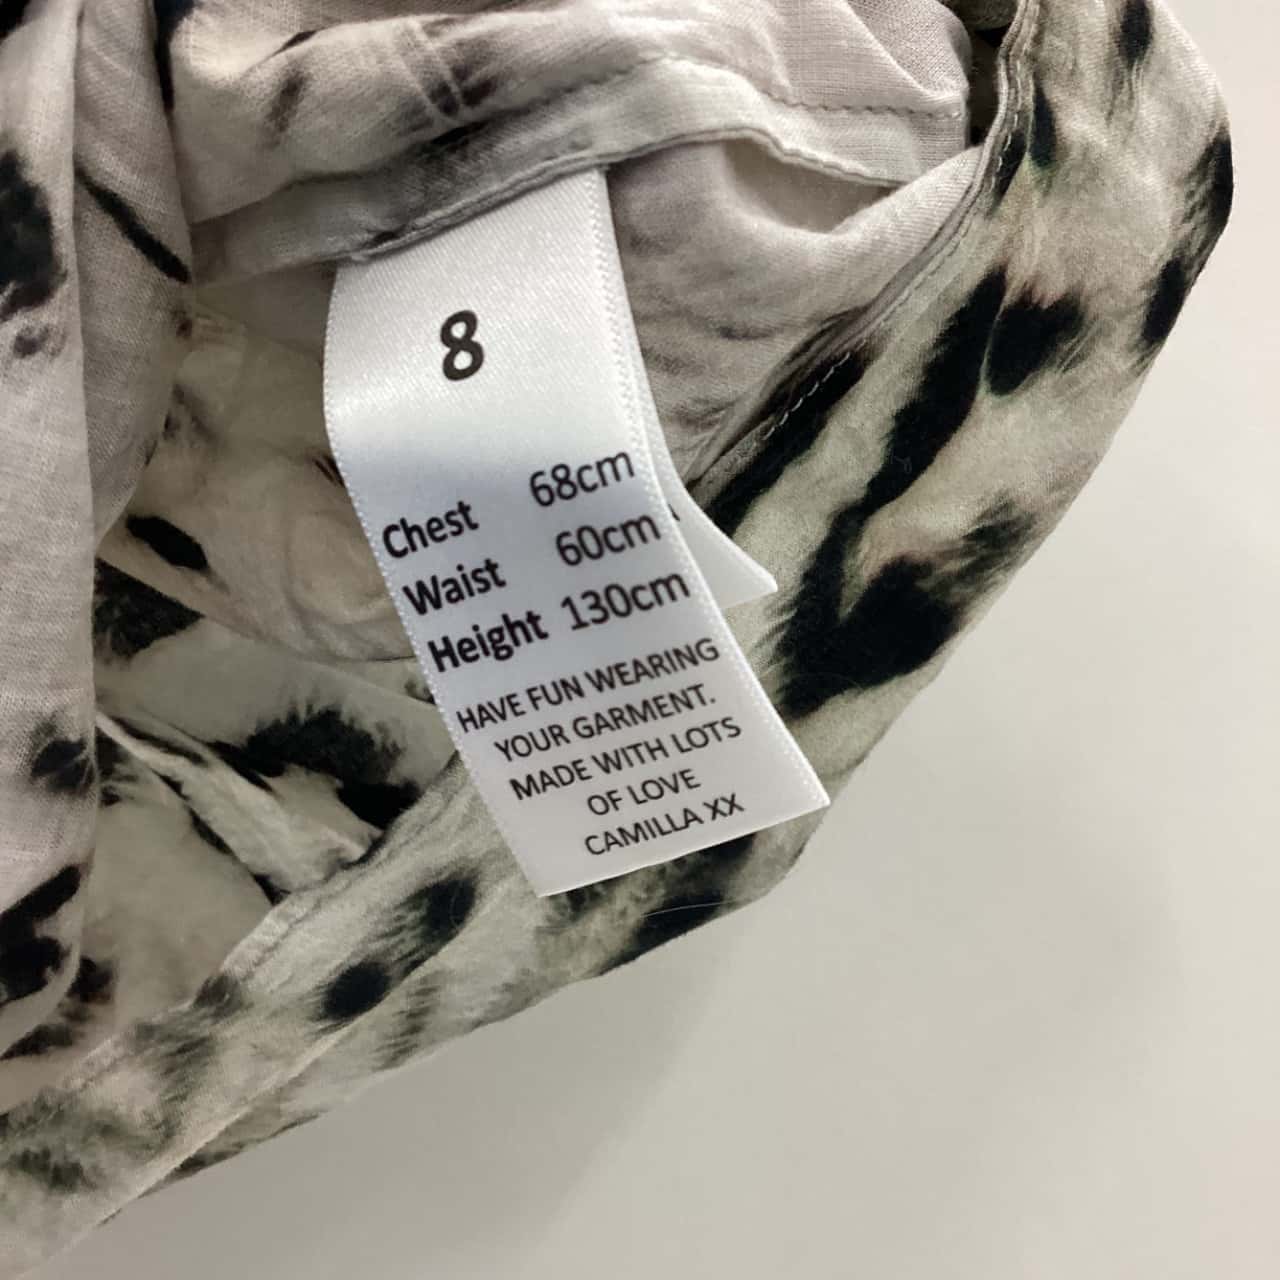 8
Chest 68cm
Waist 60cm
Height 130cm
HAVE FUN WEARING
YOUR GARMENT.
MADE WITH LOTS
OF LOVE
CAMILLA XX